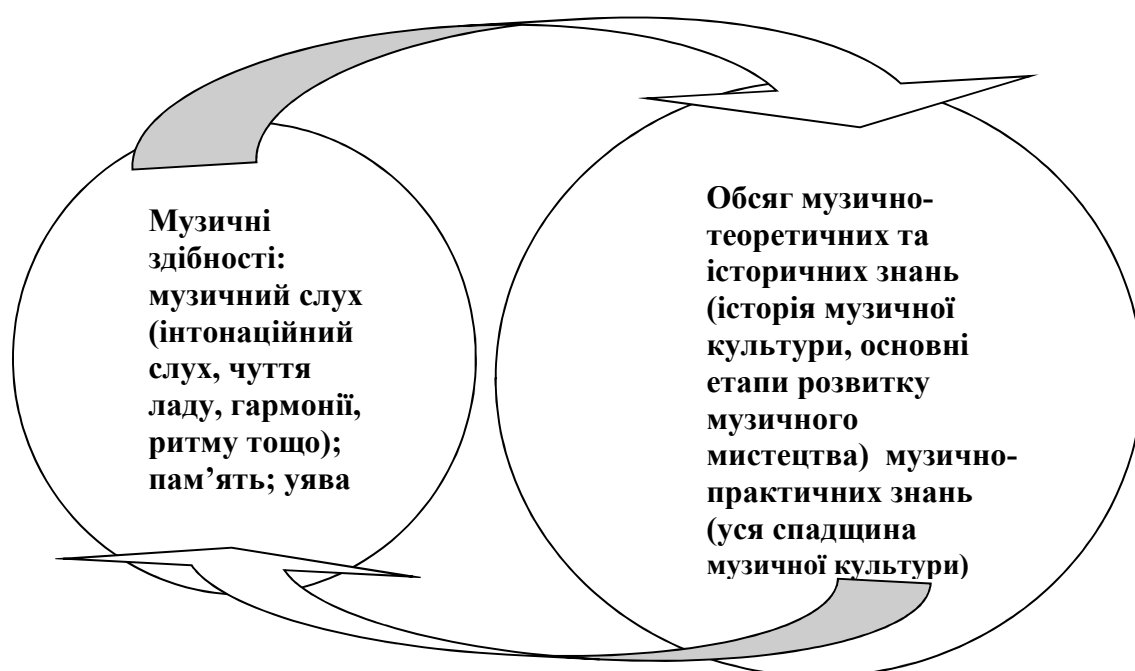 Музичні
здібності:
музичний слух
(інтонаційний
слух, чуття
ладу, гармонії,
ритму тощо);
пам’ять; уява
Обсяг музично-
теоретичних та
історичних знань
(історія музичної
культури, основні
етапи розвитку
музичного
мистецтва) музично-
практичних знань
(уся спадщина
музичної культури)